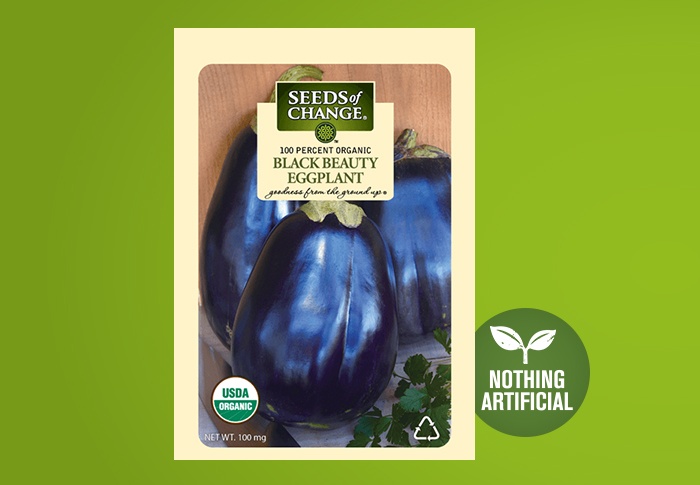 SEEDS of
CHANGE®
™
100 PERCENT ORGANIC
BLACK BEAUTY
EGGPLANT
goodness from the ground up®
USDA
ORGANIC
NET WT. 100 mg
NOTHING
ARTIFICIAL